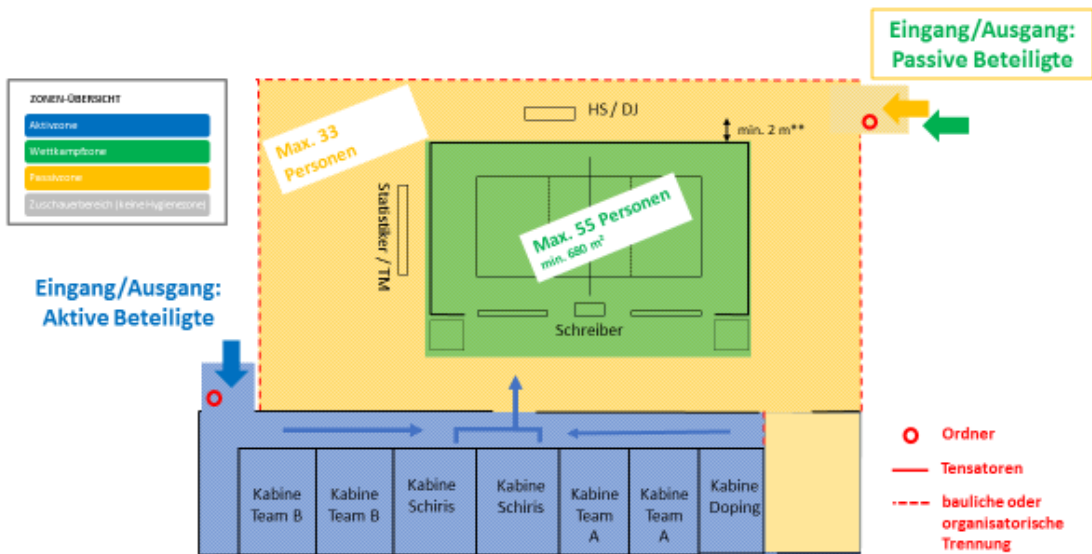 Eingang/Ausgang:
Passive Beteiligte
ZONEN-ÜBERSICHT
Aktivzone
Wettkampfzone
Passivzone
Zuschauerbereich (keine Hygienezone)
HS / DJ
min. 2 m**
Max. 33
Personen
Statistiker / TM
Max. 55 Personen
min. 680 m²
Schreiber
Eingang/Ausgang:
Aktive Beteiligte
Kabine
Team B
Kabine
Team B
Kabine
Schiris
Kabine
Schiris
Kabine
Team
A
Kabine
Team
A
Kabine
Doping
Ordner
Tensatoren
bauliche oder
organisatorische
Trennung